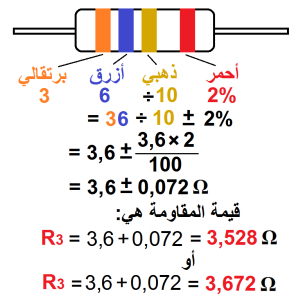 برتقالي أزرق ذهبي أحمر
3 6 ÷10 2%
= 36 ÷ 10 ± 2%
= 3,6 ± 3,6 × 2 / 100
= 3,6 ± 0,072 Ω
قيمة المقاومة هي:
R3 = 3,6 + 0,072 = 3,528 Ω
أو
R3 = 3,6 + 0,072 = 3,672 Ω